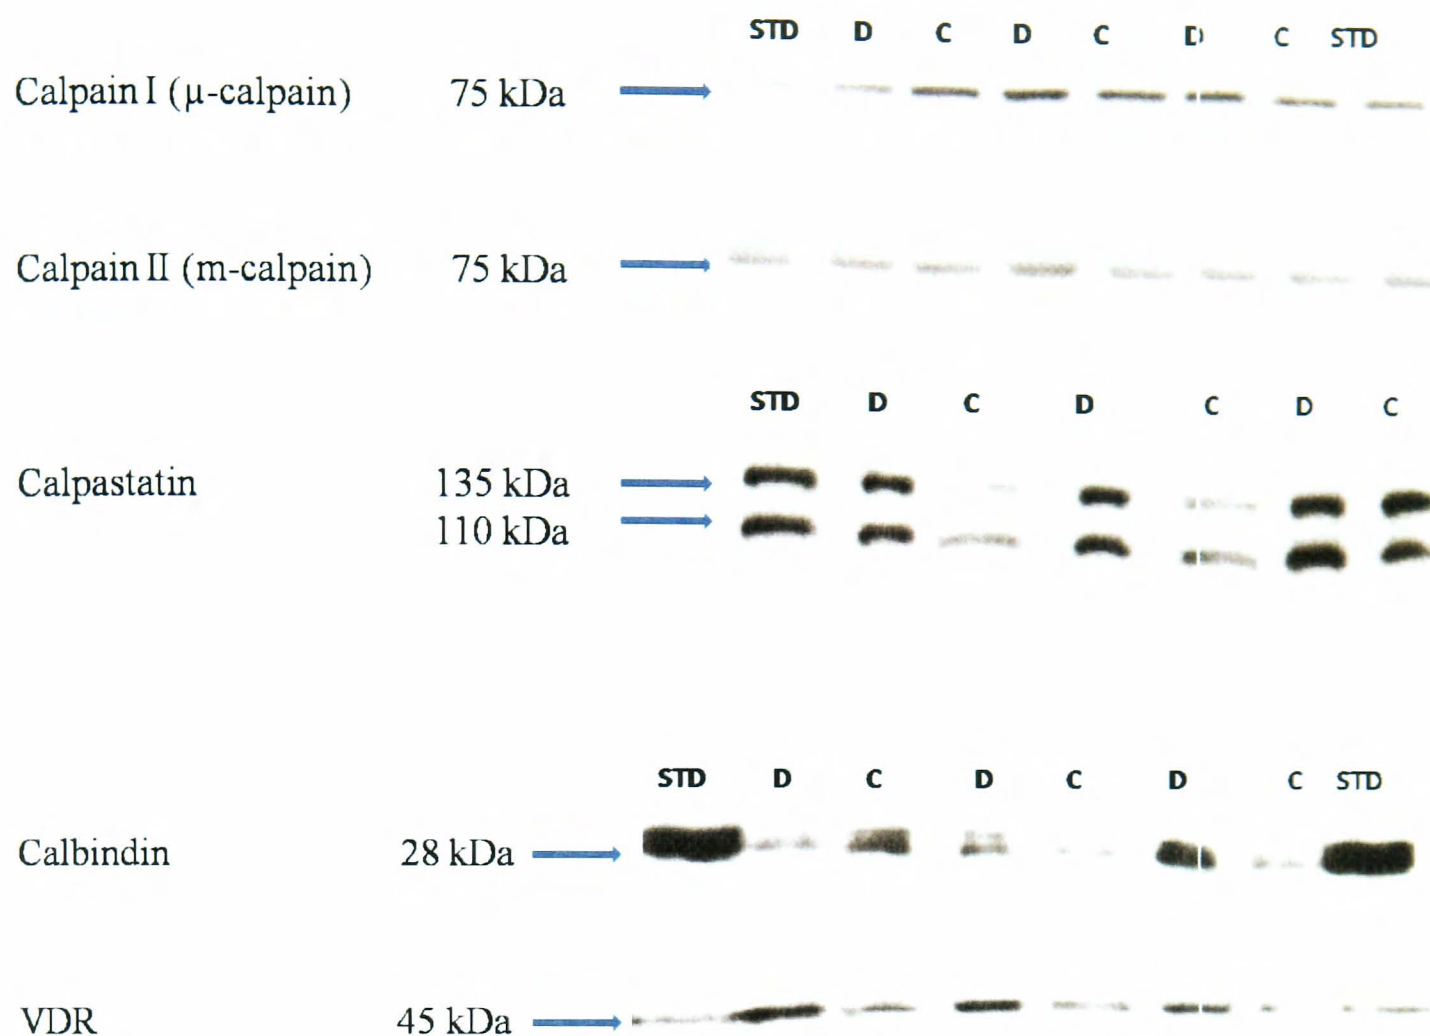 STD D C D C D C STD
Calpain I (μ-calpain) 75 kDa
Calpain II (m-calpain) 75 kDa
STD D C D C D C
Calpastatin 135 kDa
110 kDa
STD D C D C D C STD
Calbindin 28 kDa
VDR 45 kDa